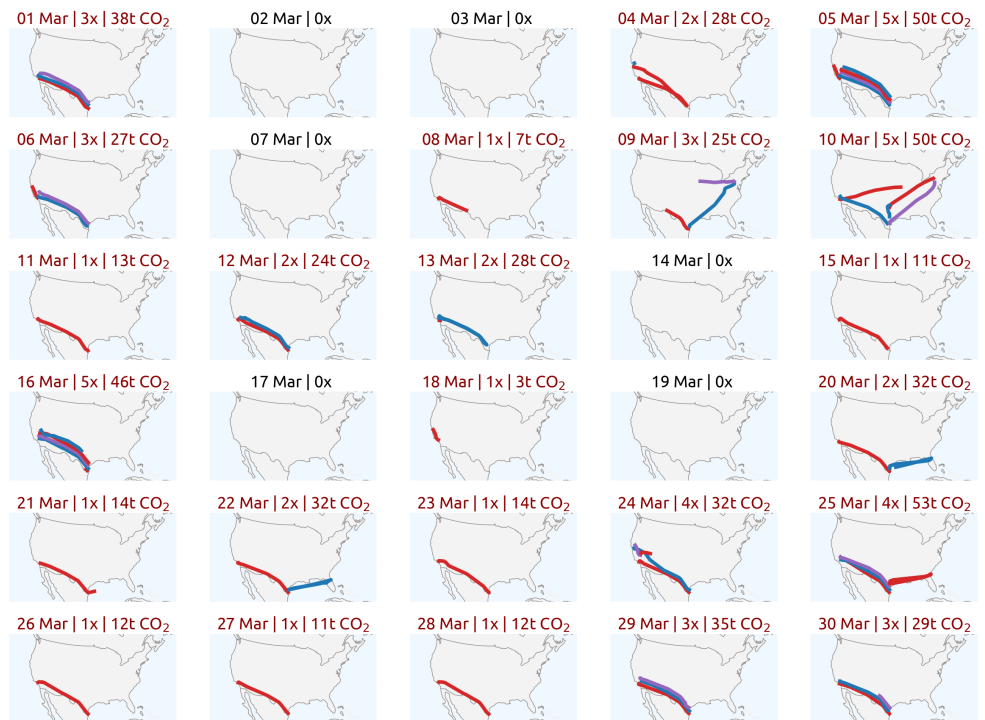 01 Mar | 3x | 38t CO₂
02 Mar | 0x
03 Mar | 0x
04 Mar | 2x | 28t CO₂
05 Mar | 5x | 50t CO₂
06 Mar | 3x | 27t CO₂
07 Mar | 0x
08 Mar | 1x | 7t CO₂
09 Mar | 3x | 25t CO₂
10 Mar | 5x | 50t CO₂
11 Mar | 1x | 13t CO₂
12 Mar | 2x | 24t CO₂
13 Mar | 2x | 28t CO₂
14 Mar | 0x
15 Mar | 1x | 11t CO₂
16 Mar | 5x | 46t CO₂
17 Mar | 0x
18 Mar | 1x | 3t CO₂
19 Mar | 0x
20 Mar | 2x | 32t CO₂
21 Mar | 1x | 14t CO₂
22 Mar | 2x | 32t CO₂
23 Mar | 1x | 14t CO₂
24 Mar | 4x | 32t CO₂
25 Mar | 4x | 53t CO₂
26 Mar | 1x | 12t CO₂
27 Mar | 1x | 11t CO₂
28 Mar | 1x | 12t CO₂
29 Mar | 3x | 35t CO₂
30 Mar | 3x | 29t CO₂